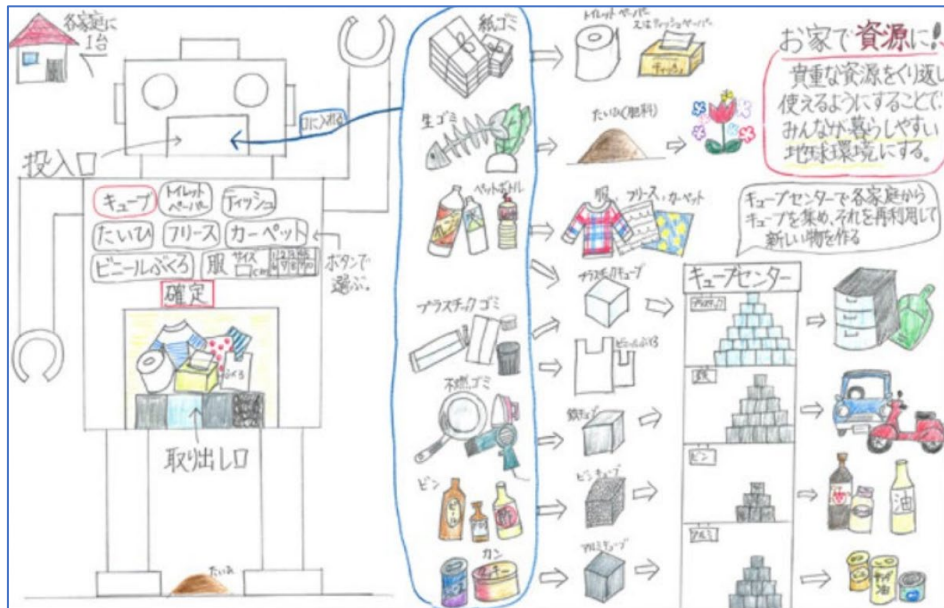 各家庭に
1台
口に入れる
投入口
キューブ
トイレット
ペーパー
ティッシュ
たいひ
フリース
カーペット
ビニールぶくろ
服
サイズ
ボタンで
選ぶ。
確定
ぶくろ
取り出し口
たいひ
紙ゴミ
トイレットペーパー
ティッシュペーパー
ティッシュ
生ゴミ
たいひ(肥料)
ペットボトル
服、フリース、カーペット
プラスチックゴミ
プラスチックキューブ
ビニールぶくろ
不燃ゴミ
鉄キューブ
ビン
ビンキューブ
カン
アルミキューブ
お家で資源に!
貴重な資源をくり返し
使えるようにすることで
みんなが暮らしやすい
地球環境にする。
キューブセンターで各家庭から
キューブを集め、それを再利用して
新しい物を作る
キューブセンター
プラスチック
鉄
ビン
アルミ
油